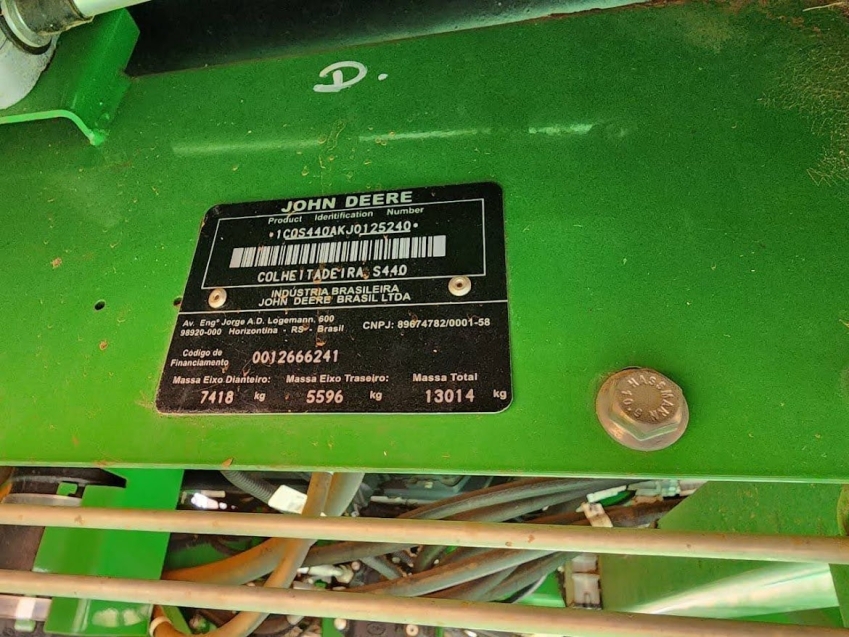 D.
JOHN DEERE
Product Identification Number
•1CQS440AKJ0125240•
COLHEITADEIRA S440
INDÚSTRIA BRASILEIRA
JOHN DEERE BRASIL LTDA
Av. Engº Jorge A.D. Logemann, 600
98920-000 Horizontina - RS - Brasil
CNPJ: 89674782/0001-58
Código de
Financiamento
0012666241
Massa Eixo Dianteiro: Massa Eixo Traseiro: Massa Total
7418 kg 5596 kg 13014 kg
HASSMANN